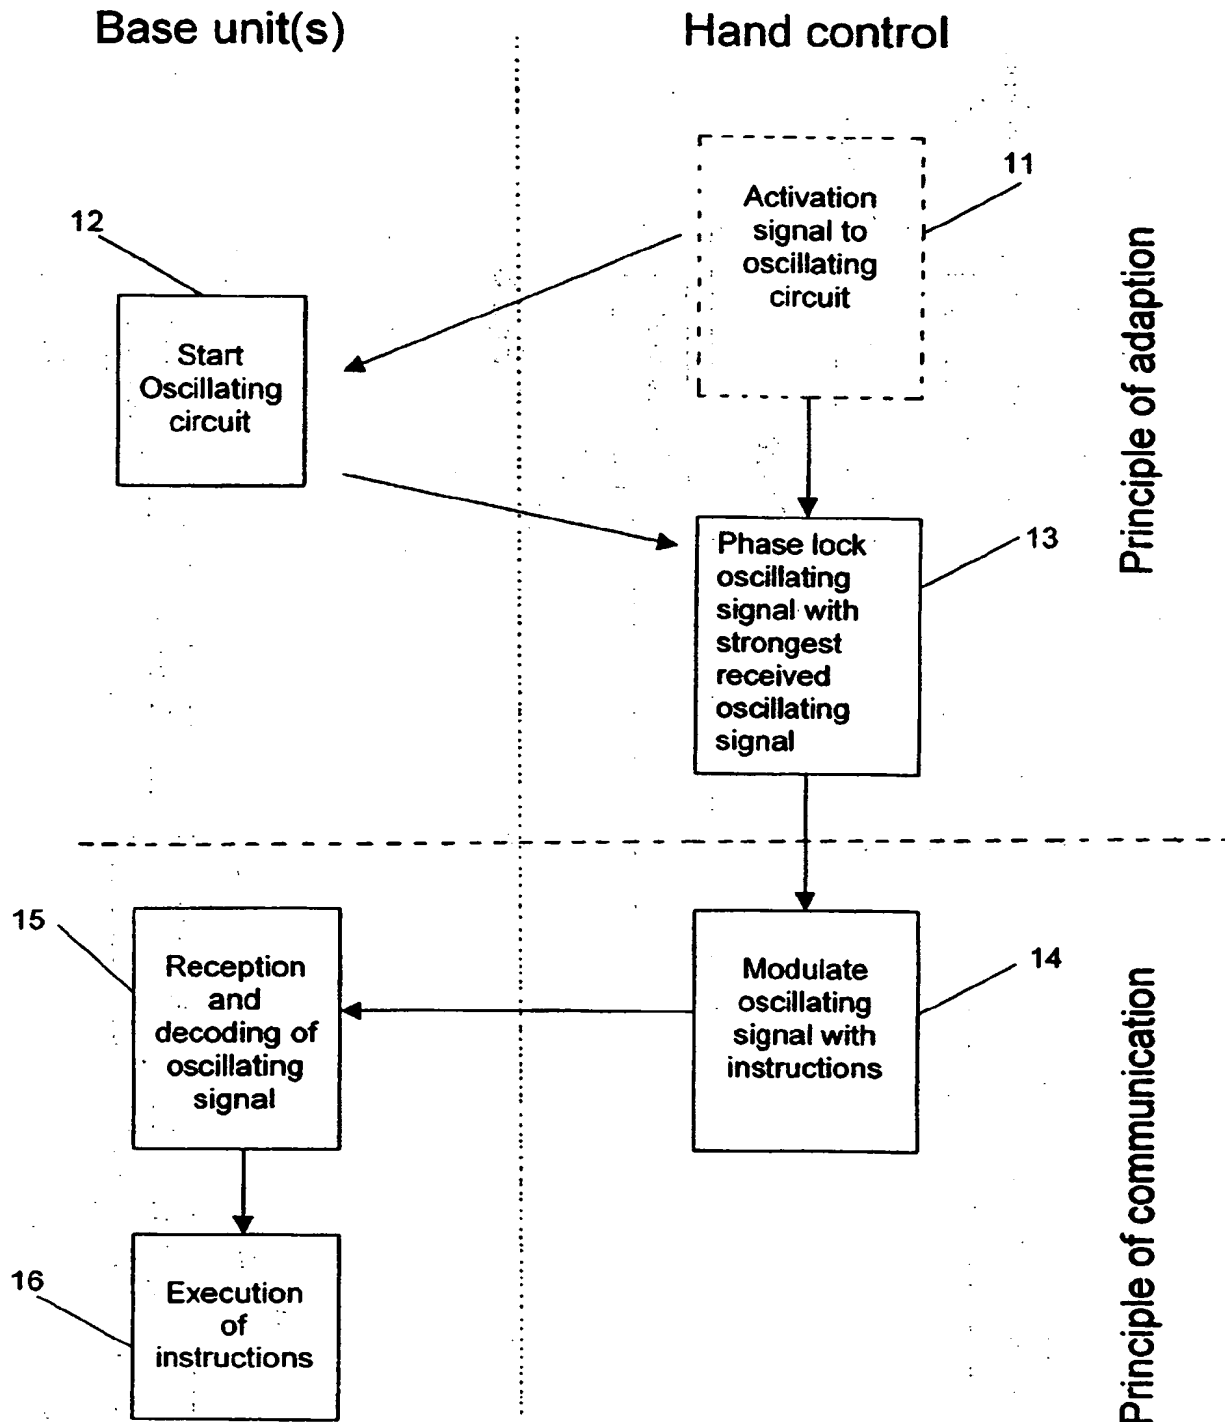 Base unit(s)
Hand control
11
Activation
signal to
oscillating
circuit
12
Start
Oscillating
circuit
Principle of adaption
13
Phase lock
oscillating
signal with
strongest
received
oscillating
signal
15
Reception
and
decoding of
oscillating
signal
14
Modulate
oscillating
signal with
instructions
Principle of communication
16
Execution
of
instructions